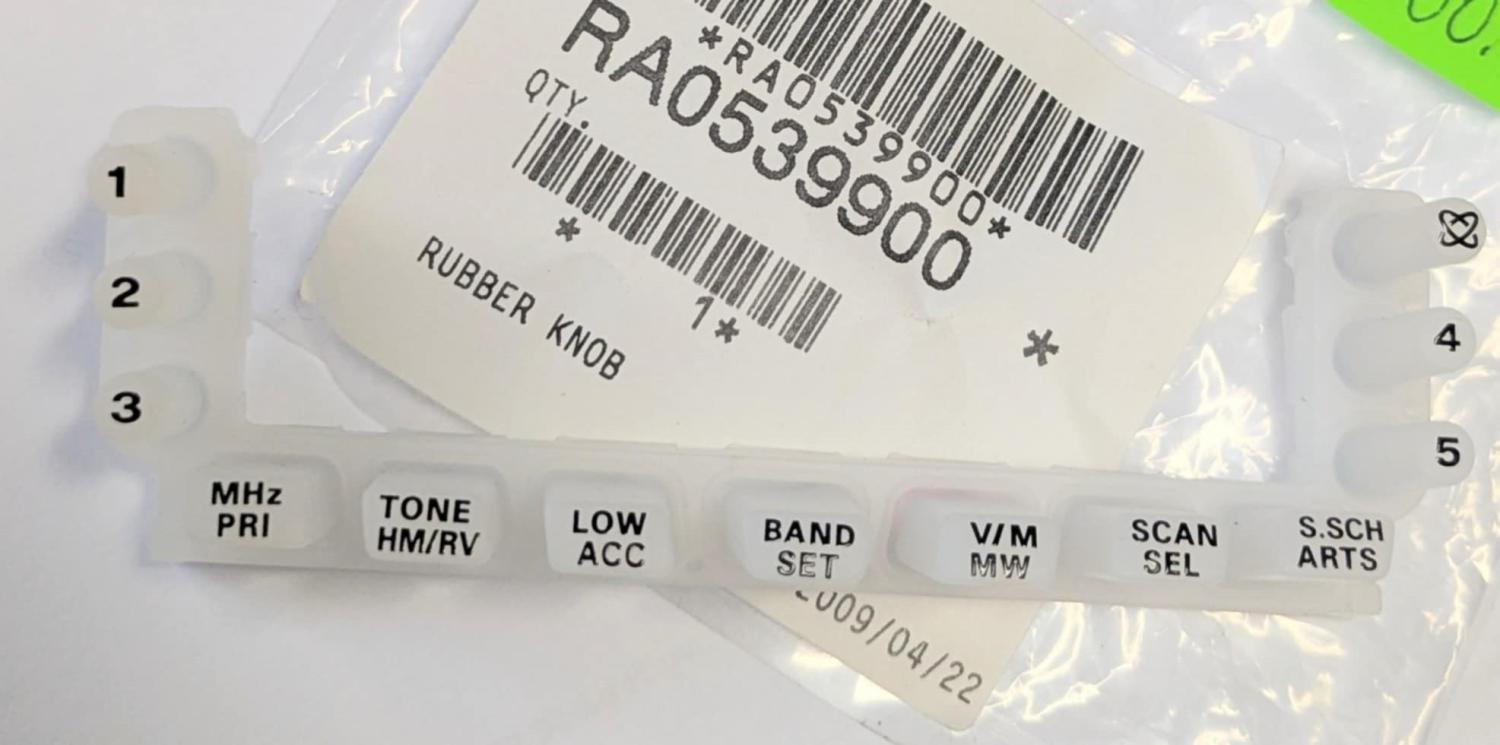 *RA0539900*
RA0539900
QTY.
*
1*
*
RUBBER KNOB
1
2
3
4
5
MHz
PRI
TONE
HM/RV
LOW
ACC
BAND
SET
V/M
MW
SCAN
SEL
S.SCH
ARTS
2009/04/22